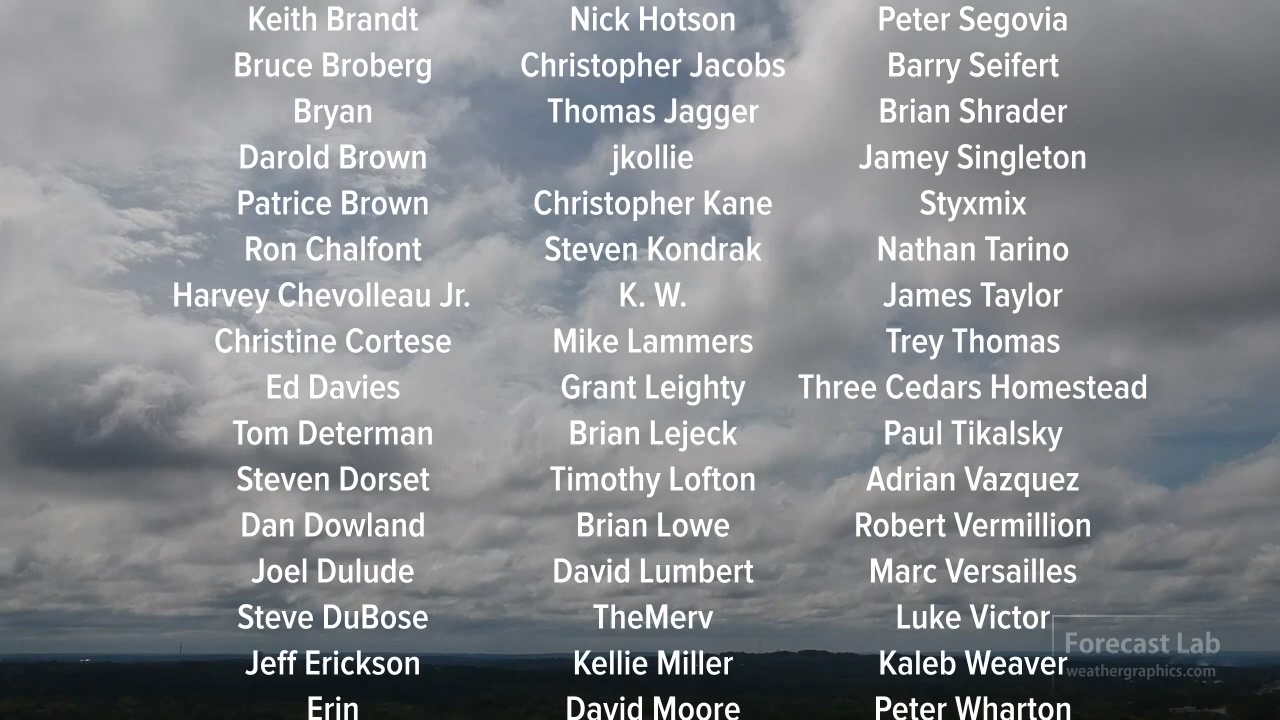 Keith Brandt
Bruce Broberg
Bryan
Darold Brown
Patrice Brown
Ron Chalfont
Harvey Chevolleau Jr.
Christine Cortese
Ed Davies
Tom Determan
Steven Dorset
Dan Dowland
Joel Dulude
Steve DuBose
Jeff Erickson
Erin
Nick Hotson
Christopher Jacobs
Thomas Jagger
jkollie
Christopher Kane
Steven Kondrak
K. W.
Mike Lammers
Grant Leighty
Brian Lejeck
Timothy Lofton
Brian Lowe
David Lumbert
TheMerv
Kellie Miller
David Moore
Peter Segovia
Barry Seifert
Brian Shrader
Jamey Singleton
Styxmix
Nathan Tarino
James Taylor
Trey Thomas
Three Cedars Homestead
Paul Tikalsky
Adrian Vazquez
Robert Vermillion
Marc Versailles
Luke Victor
Kaleb Weaver
Peter Wharton
Forecast Lab
weathergraphics.com